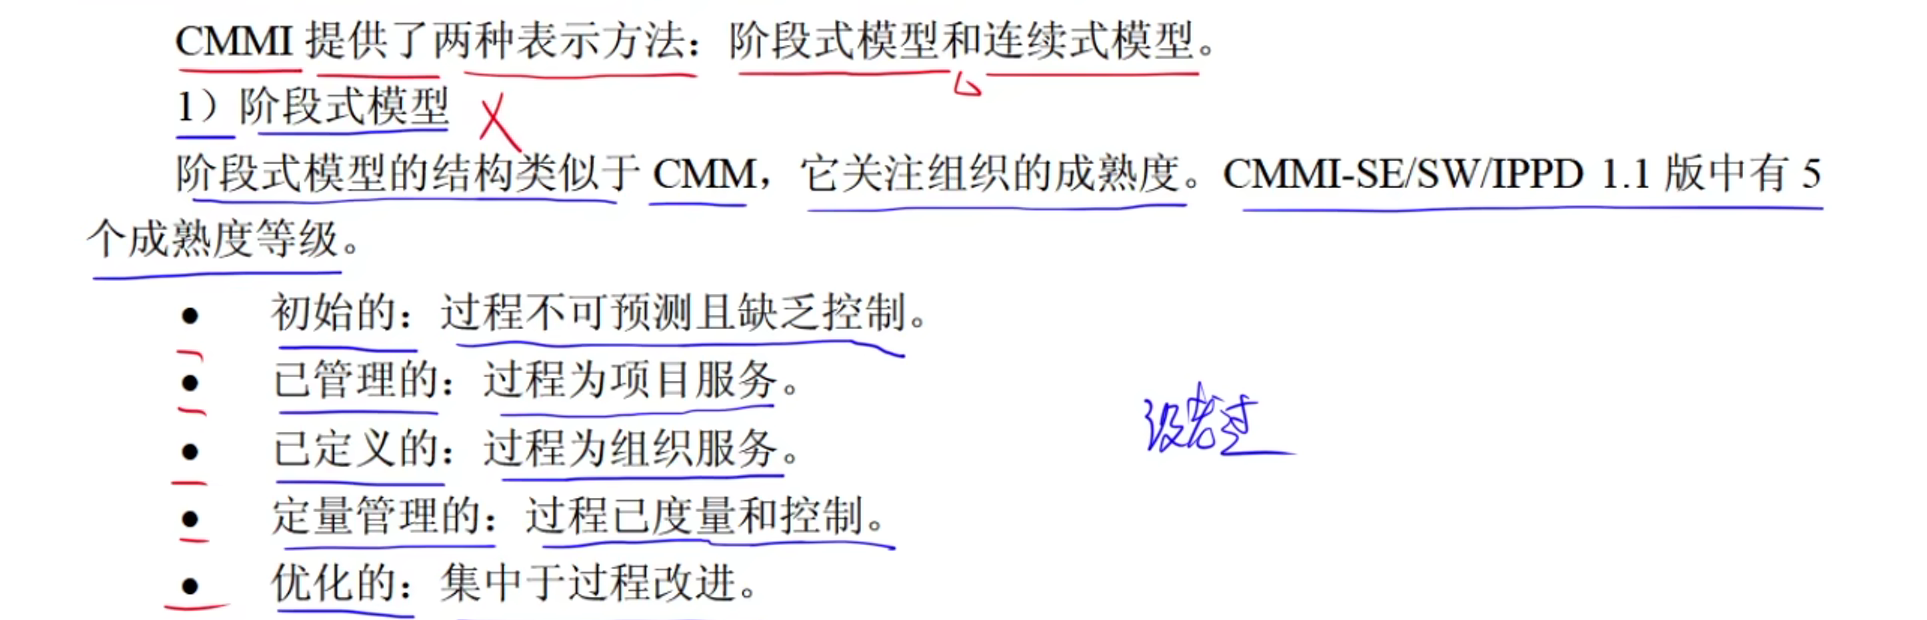 CMMI 提供了两种表示方法：阶段式模型和连续式模型。
1）阶段式模型
阶段式模型的结构类似于 CMM，它关注组织的成熟度。CMMI-SE/SW/IPPD 1.1 版中有 5
个成熟度等级。
● 初始的：过程不可预测且缺乏控制。
● 已管理的：过程为项目服务。
● 已定义的：过程为组织服务。
没考过
● 定量管理的：过程已度量和控制。
● 优化的：集中于过程改进。